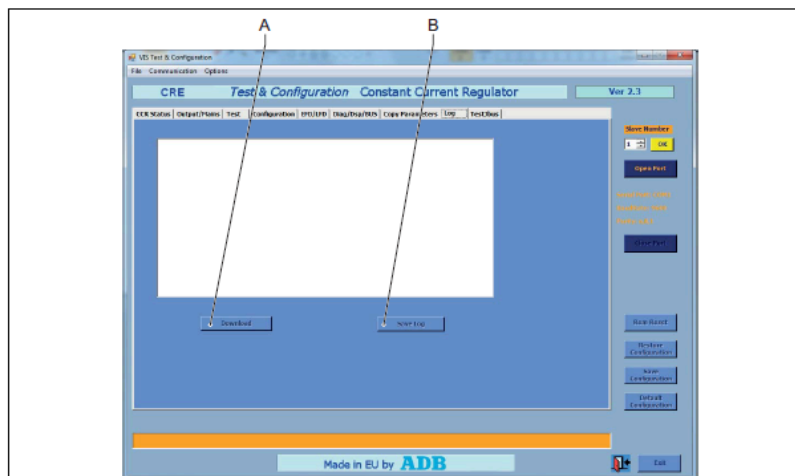 A B
VIS Test & Configuration
File Communication Options
CRE Test & Configuration Constant Current Regulator Ver 2.3
CCR Status Output/Mains Test Configuration EFD/LFD Diag/Dsp/BUS Copy Parameters Log Test/Bus
Slave Number
1 OK
Open Port
Close Port
Download Save Log
Restore
Configuration
Save
Configuration
Default
Configuration
Made in EU by ADB
Exit